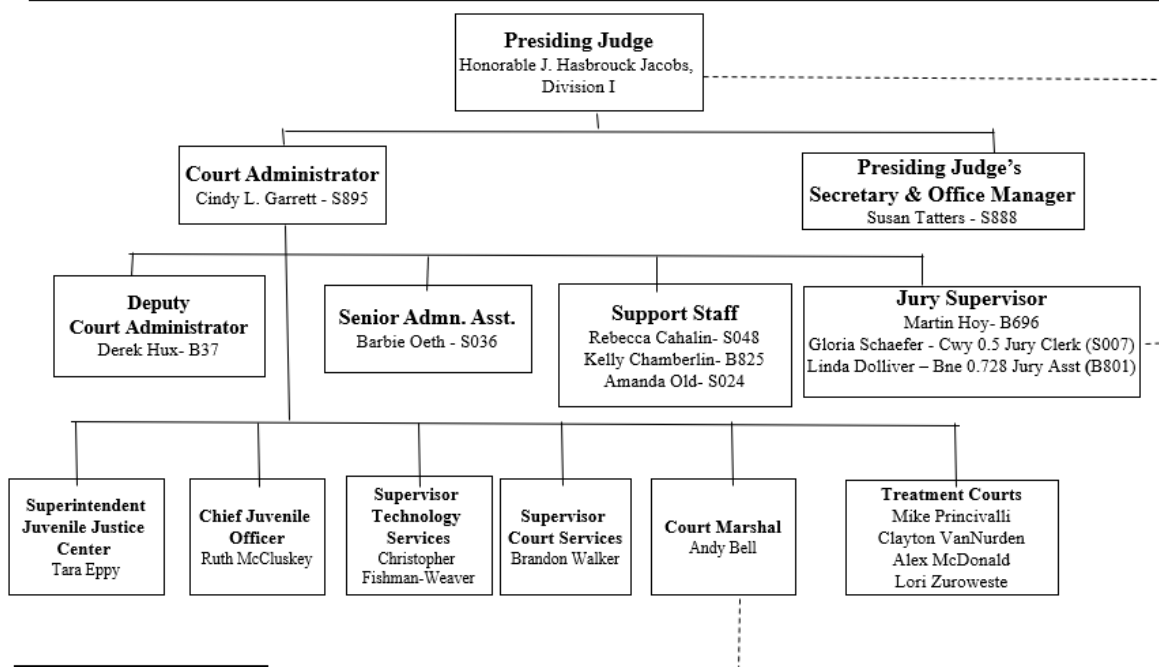 Presiding Judge
Honorable J. Hasbrouck Jacobs,
Division I
Court Administrator
Cindy L. Garrett - S895
Presiding Judge's
Secretary & Office Manager
Susan Tatters - S888
Deputy
Court Administrator
Derek Hux- B37
Senior Admn. Asst.
Barbie Oeth - S036
Support Staff
Rebecca Cahalin- S048
Kelly Chamberlin- B825
Amanda Old- S024
Jury Supervisor
Martin Hoy- B696
Gloria Schaefer - Cwy 0.5 Jury Clerk (S007)
Linda Dolliver – Bne 0.728 Jury Asst (B801)
Superintendent
Juvenile Justice
Center
Tara Eppy
Chief Juvenile
Officer
Ruth McCluskey
Supervisor
Technology
Services
Christopher
Fishman-Weaver
Supervisor
Court Services
Brandon Walker
Court Marshal
Andy Bell
Treatment Courts
Mike Princivalli
Clayton VanNurden
Alex McDonald
Lori Zuroweste